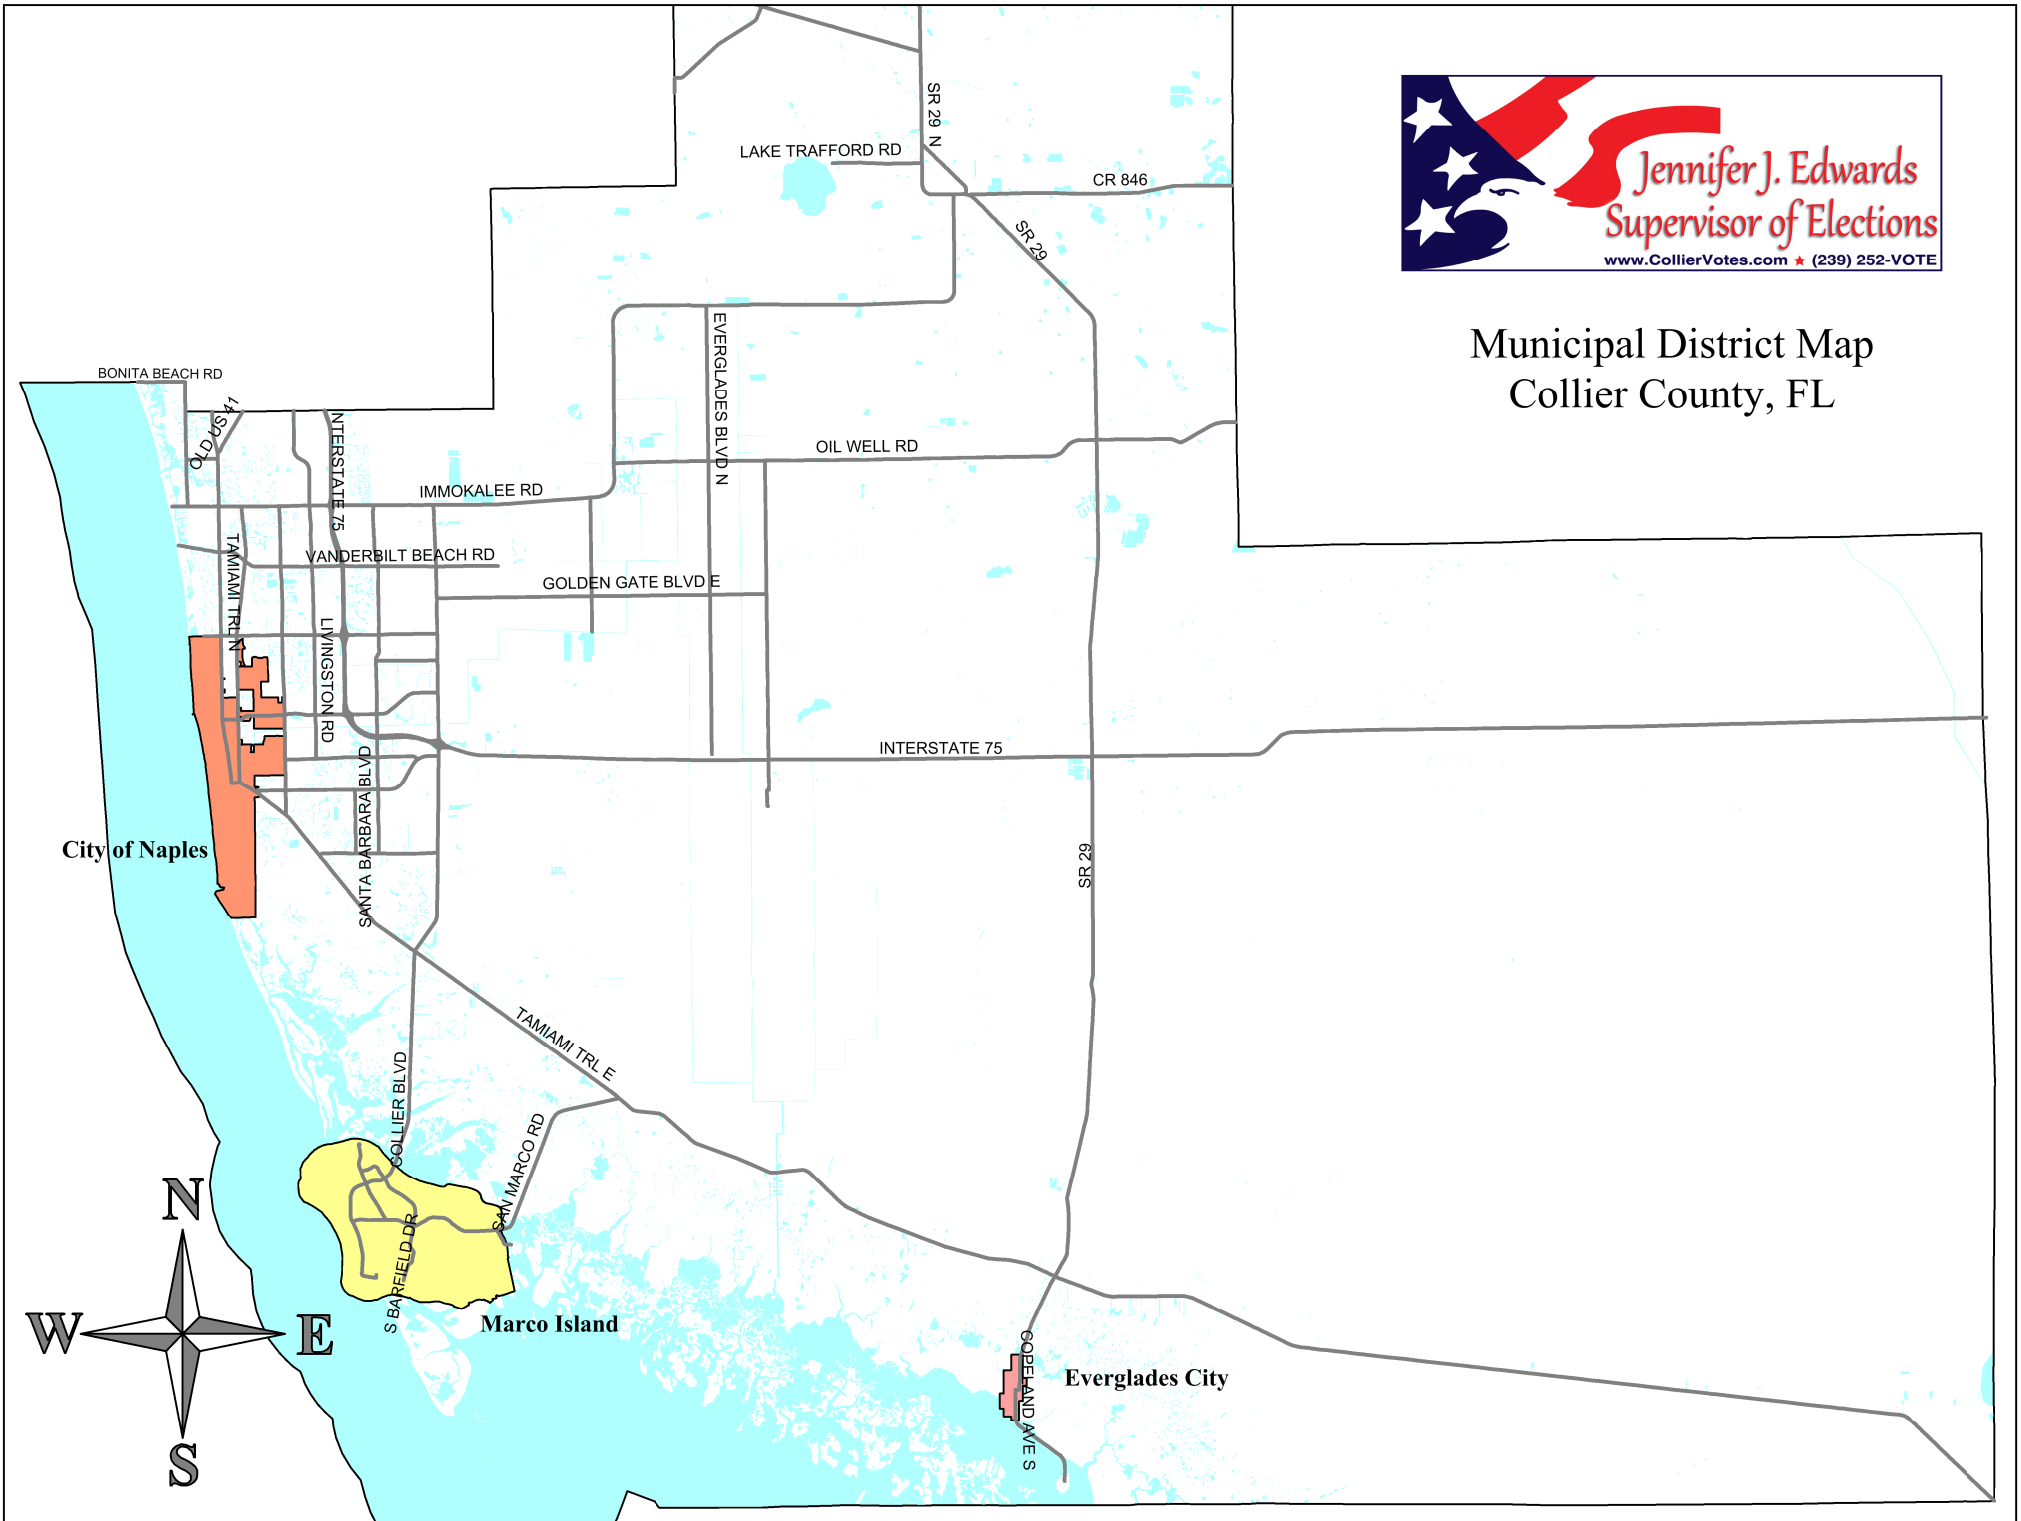 Jennifer J. Edwards
Supervisor of Elections
www.CollierVotes.com ★ (239) 252-VOTE
Municipal District Map
Collier County, FL
SR 29 N
LAKE TRAFFORD RD
CR 846
SR 29
EVERGLADES BLVD N
BONITA BEACH RD
OLD US 41
NTERSTATE 75
OIL WELL RD
IMMOKALEE RD
TAMIAMI TRL N
VANDERBILT BEACH RD
GOLDEN GATE BLVD E
LIVINGSTON RD
INTERSTATE 75
SANTA BARBARA BLVD
City of Naples
SR 29
TAMIAMI TRL E
COLLIER BLVD
SAN MARCO RD
S BARFIELD DR
Marco Island
COPELAND AVE S
Everglades City
N
W
E
S